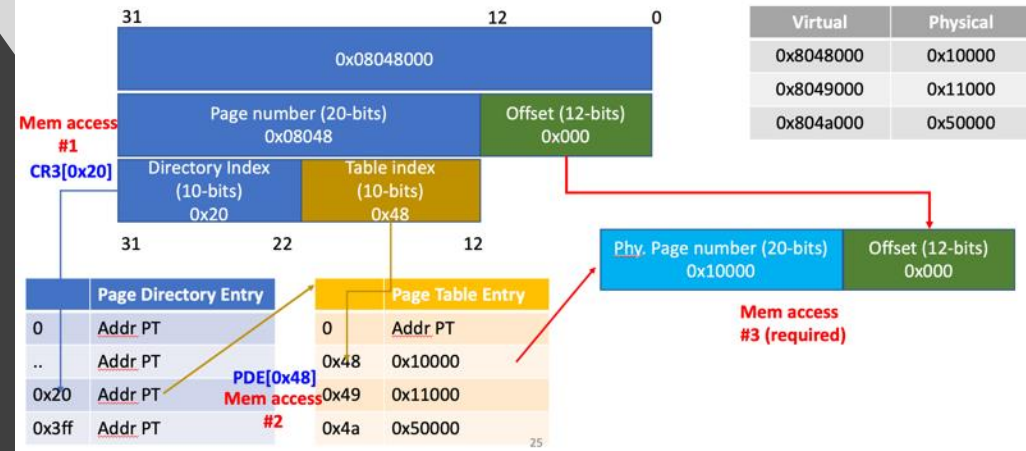 31 12 0
0x08048000
Page number (20-bits)
0x08048
Offset (12-bits)
0x000
Mem access
#1
CR3[0x20]
Directory Index
(10-bits)
0x20
Table index
(10-bits)
0x48
31 22 12
Virtual Physical
0x8048000 0x10000
0x8049000 0x11000
0x804a000 0x50000
Phy. Page number (20-bits)
0x10000
Offset (12-bits)
0x000
Mem access
#3 (required)
Page Directory Entry
0 Addr PT
.. Addr PT
0x20 Addr PT
0x3ff Addr PT
PDE[0x48]
Mem access
#2
Page Table Entry
0 Addr PT
0x48 0x10000
0x49 0x11000
0x4a 0x50000
25